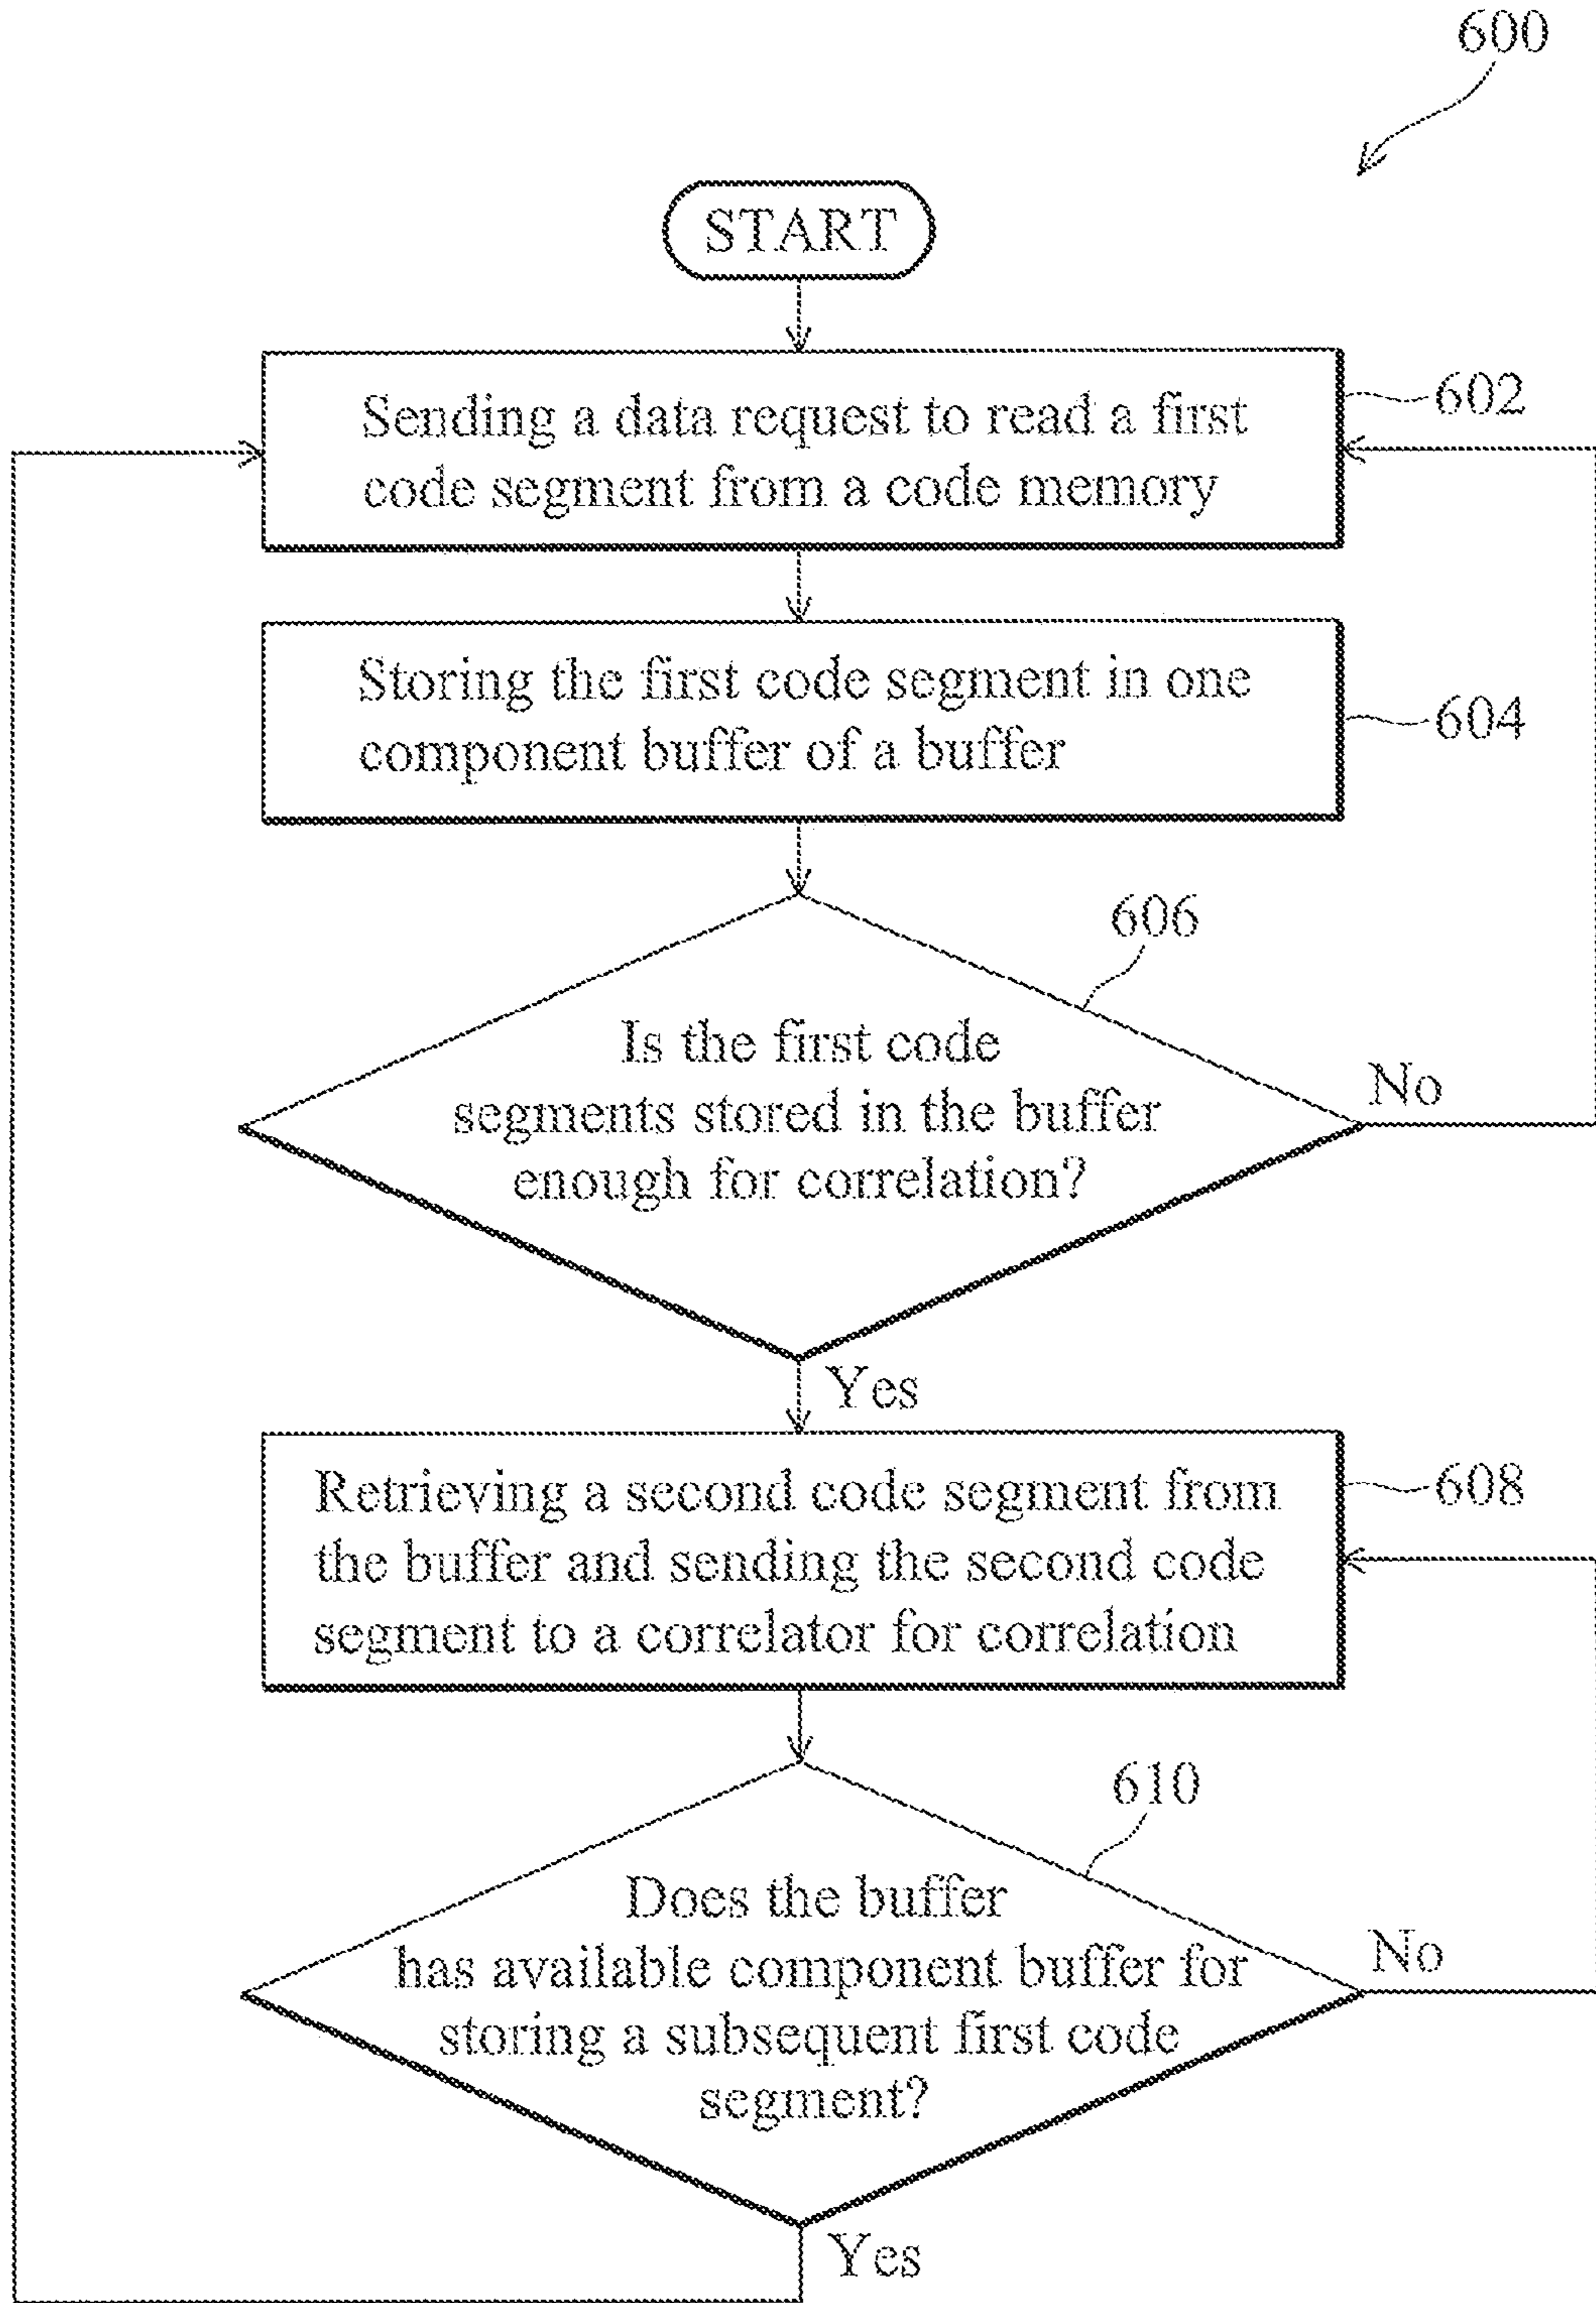 600
START
Sending a data request to read a first
code segment from a code memory
602
Storing the first code segment in one
component buffer of a buffer
604
606
Is the first code
segments stored in the buffer
enough for correlation?
No
Yes
Retrieving a second code segment from
the buffer and sending the second code
segment to a correlator for correlation
608
610
Does the buffer
has available component buffer for
storing a subsequent first code
segment?
No
Yes